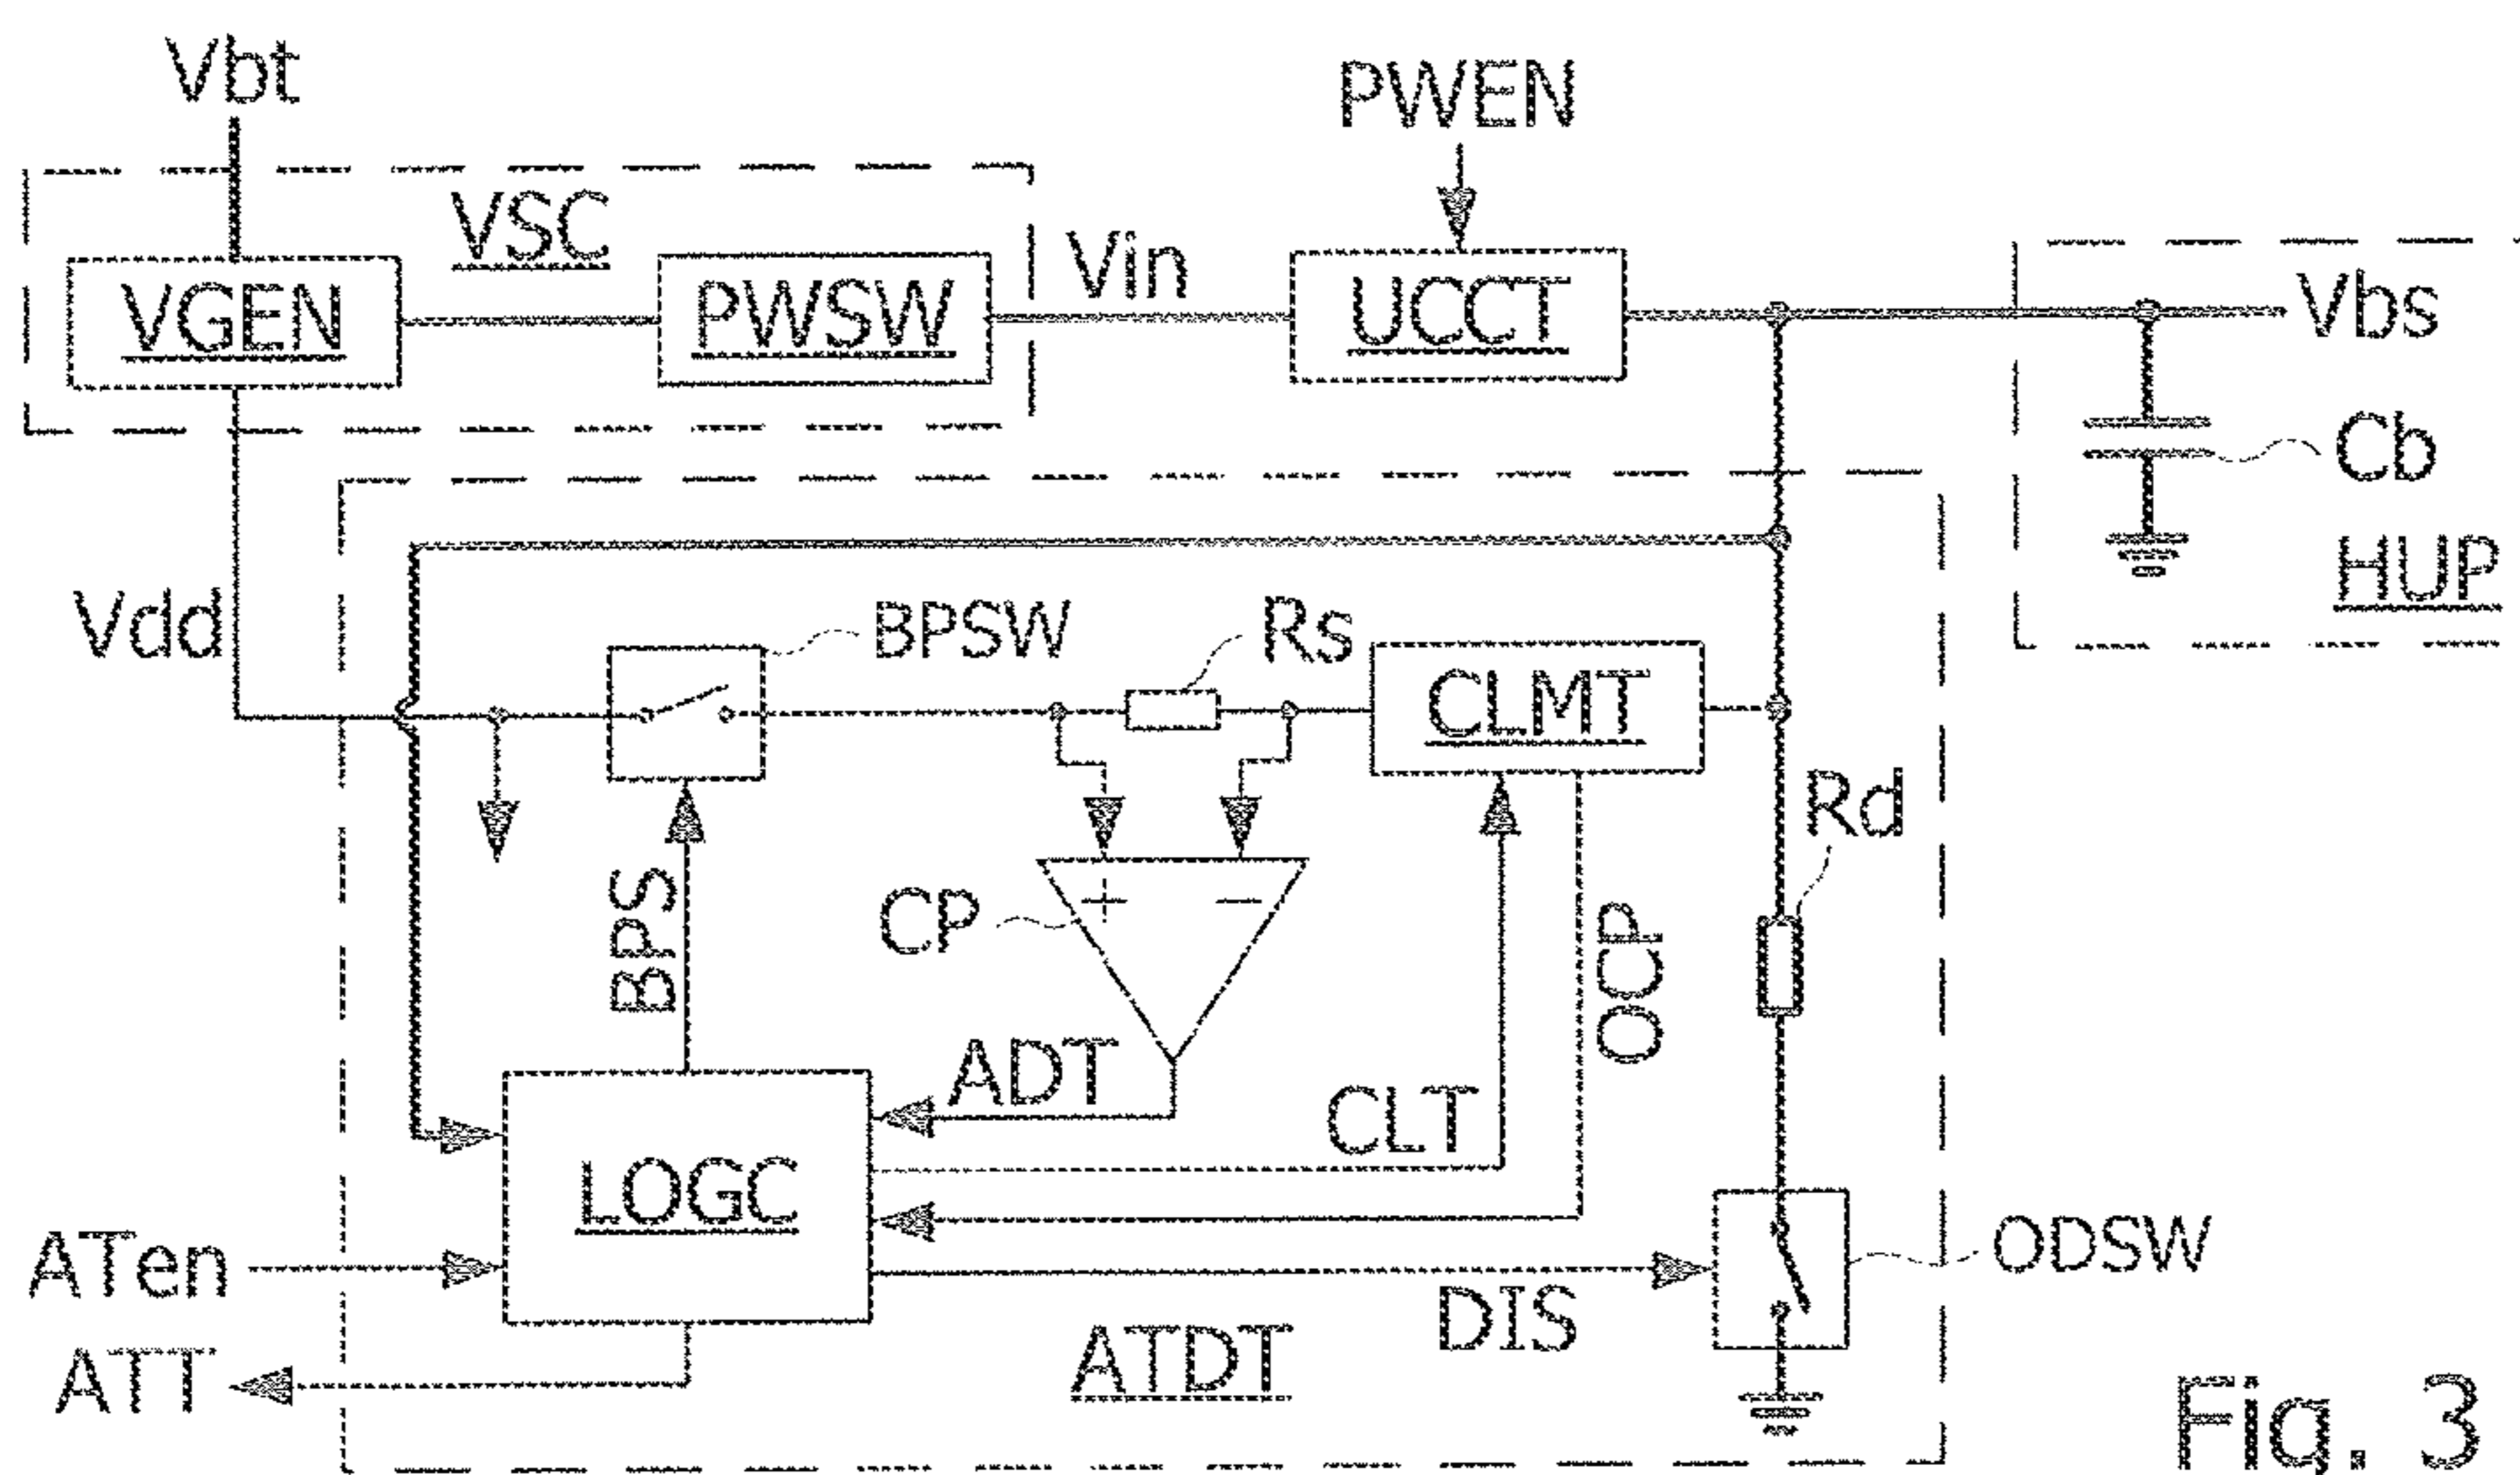 Vbt
PWEN
VSC
Vin
VGEN
PWSW
UCCT
Vbs
Cb
HUP
Vdd
BPSW
Rs
CLMT
Rd
BPS
CP
+
−
OCP
ADT
CLT
LOGC
ATen
ODSW
DIS
ATT
ATDT
Fig. 3